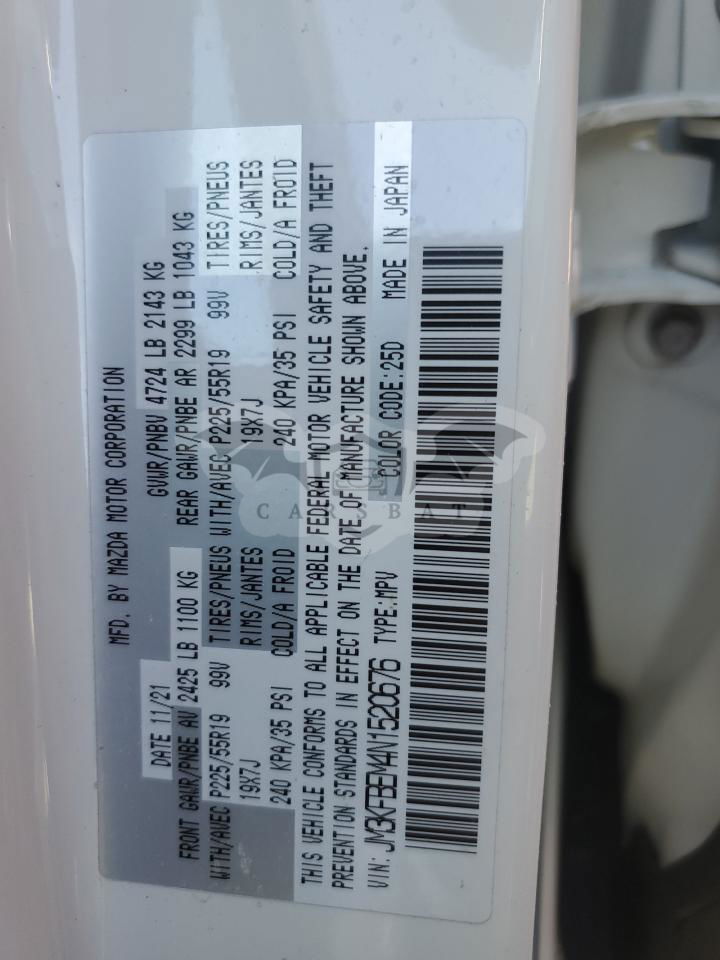 MFD. BY MAZDA MOTOR CORPORATION
DATE 11/21 GVWR/PNBV 4724 LB 2143 KG
FRONT GAWR/PNBE AV 2425 LB 1100 KG REAR GAWR/PNBE AR 2299 LB 1043 KG
WITH/AVEC P225/55R19 99V TIRES/PNEUS WITH/AVEC P225/55R19 99V TIRES/PNEUS
19X7J RIMS/JANTES 19X7J RIMS/JANTES
240 KPA/35 PSI COLD/A FROID 240 KPA/35 PSI COLD/A FROID
THIS VEHICLE CONFORMS TO ALL APPLICABLE FEDERAL MOTOR VEHICLE SAFETY AND THEFT
PREVENTION STANDARDS IN EFFECT ON THE DATE OF MANUFACTURE SHOWN ABOVE.
VIN: JM3KFBEM4N1520676 TYPE: MPV COLOR CODE: 25D MADE IN JAPAN
CARSBAT